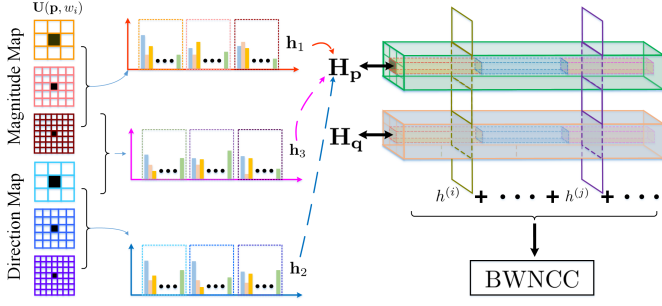 U(p, w_i)
Magnitude Map
Direction Map
h_1
h_3
h_2
H_p
H_q
h^(i) + • • • + h^(j) + • • •
BWNCC